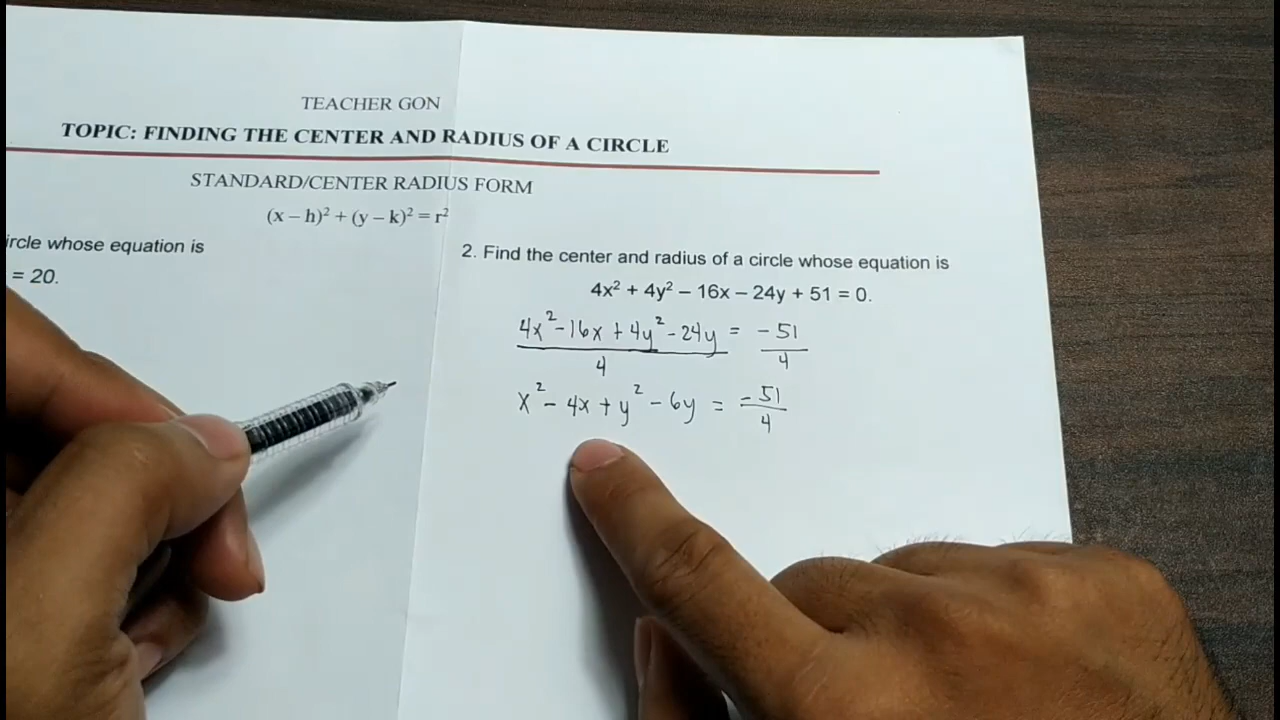 TEACHER GON
TOPIC: FINDING THE CENTER AND RADIUS OF A CIRCLE
STANDARD/CENTER RADIUS FORM
(x – h)² + (y – k)² = r²
ircle whose equation is
= 20.
2. Find the center and radius of a circle whose equation is
4x² + 4y² – 16x – 24y + 51 = 0.
4x² - 16x + 4y² - 24y = -51
4 4
x² - 4x + y² - 6y = -51
4